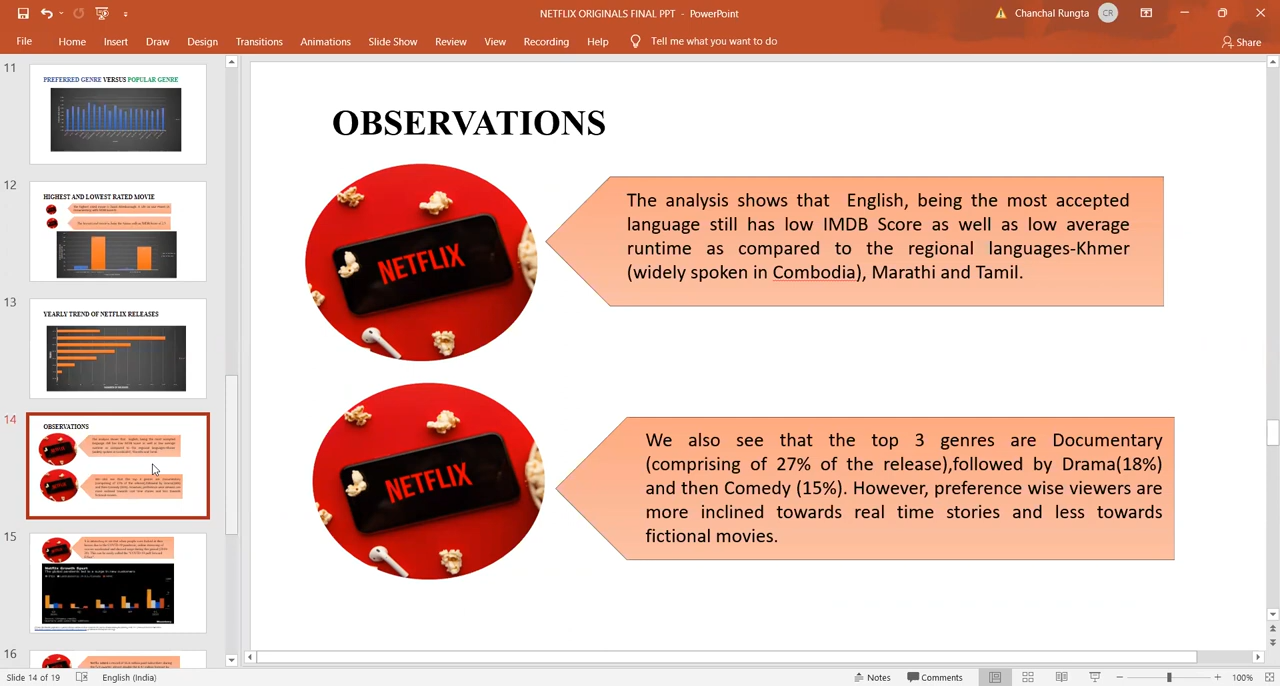 NETFLIX ORIGINALS FINAL PPT - PowerPoint
Chanchal Rungta
CR
File
Home
Insert
Draw
Design
Transitions
Animations
Slide Show
Review
View
Recording
Help
Tell me what you want to do
Share
11
PREFERRED GENRE VERSUS POPULAR GENRE
12
HIGHEST AND LOWEST RATED MOVIE
13
YEARLY TREND OF NETFLIX RELEASES
14
OBSERVATIONS
15
Netflix Growth Spurt
16
OBSERVATIONS
NETFLIX
The analysis shows that English, being the most accepted
language still has low IMDB Score as well as low average
runtime as compared to the regional languages-Khmer
(widely spoken in Combodia), Marathi and Tamil.
NETFLIX
We also see that the top 3 genres are Documentary
(comprising of 27% of the release),followed by Drama(18%)
and then Comedy (15%). However, preference wise viewers are
more inclined towards real time stories and less towards
fictional movies.
Slide 14 of 19
English (India)
Notes
Comments
100%